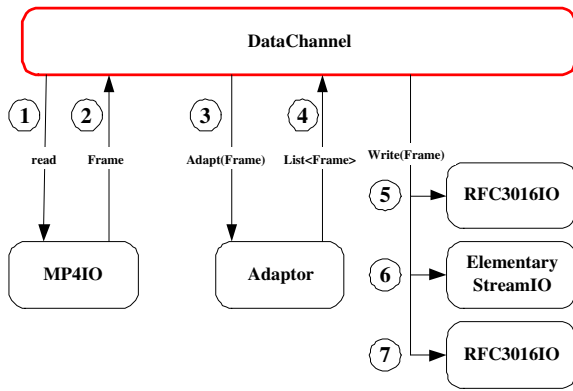 DataChannel
1
2
3
4
read
Frame
Adapt(Frame)
List<Frame>
Write(Frame)
5
RFC3016IO
MP4IO
Adaptor
6
Elementary
StreamIO
7
RFC3016IO